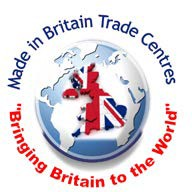 Made in Britain Trade Centres
"Bringing Britain to the World"